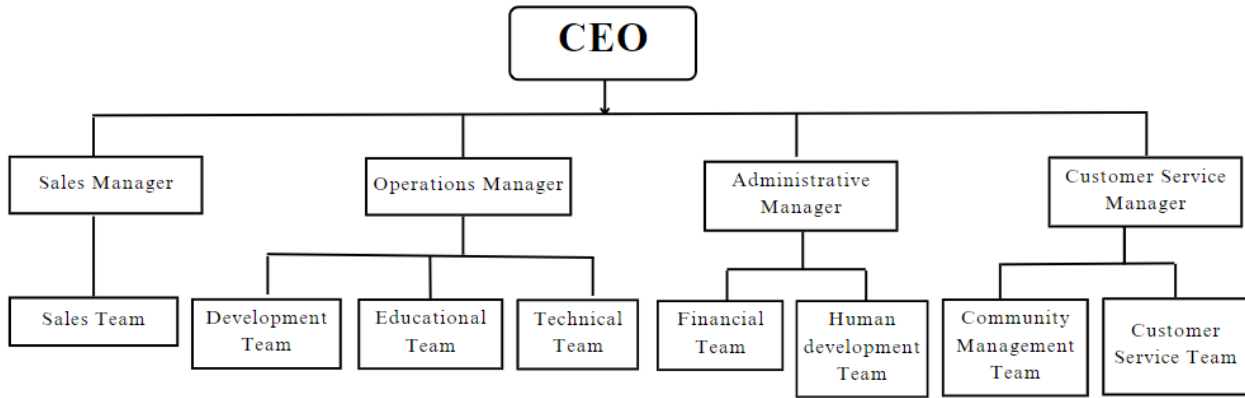 CEO
Sales Manager
Operations Manager
Administrative
Manager
Customer Service
Manager
Sales Team
Development
Team
Educational
Team
Technical
Team
Financial
Team
Human
development
Team
Community
Management
Team
Customer
Service Team